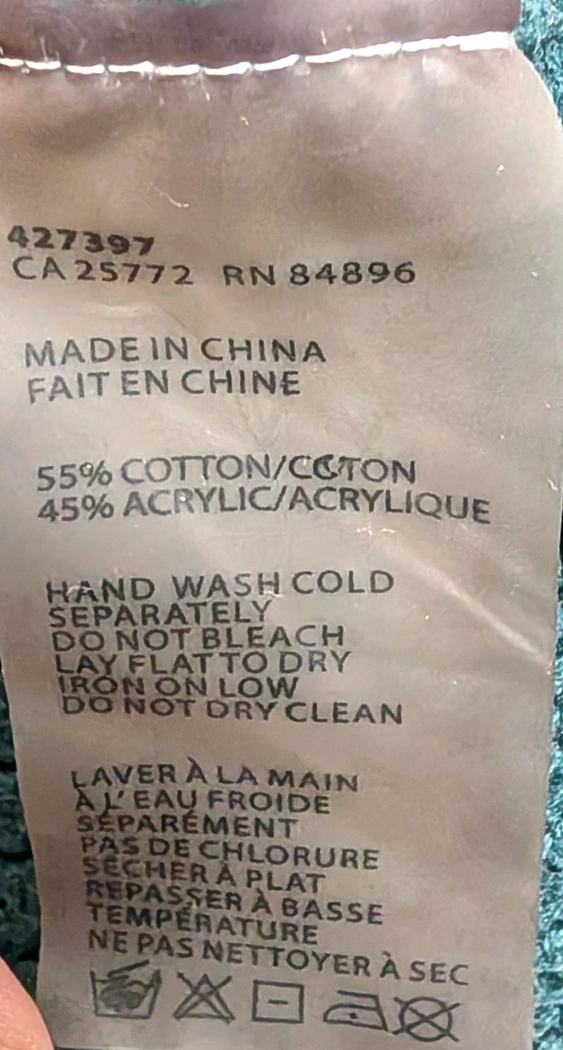 427397
CA 25772 RN 84896
MADE IN CHINA
FAIT EN CHINE
55% COTTON/COTON
45% ACRYLIC/ACRYLIQUE
HAND WASH COLD
SEPARATELY
DO NOT BLEACH
LAY FLAT TO DRY
IRON ON LOW
DO NOT DRY CLEAN
LAVER À LA MAIN
À L'EAU FROIDE
SÉPARÉMENT
PAS DE CHLORURE
SÉCHER À PLAT
REPASSER À BASSE
TEMPÉRATURE
NE PAS NETTOYER À SEC